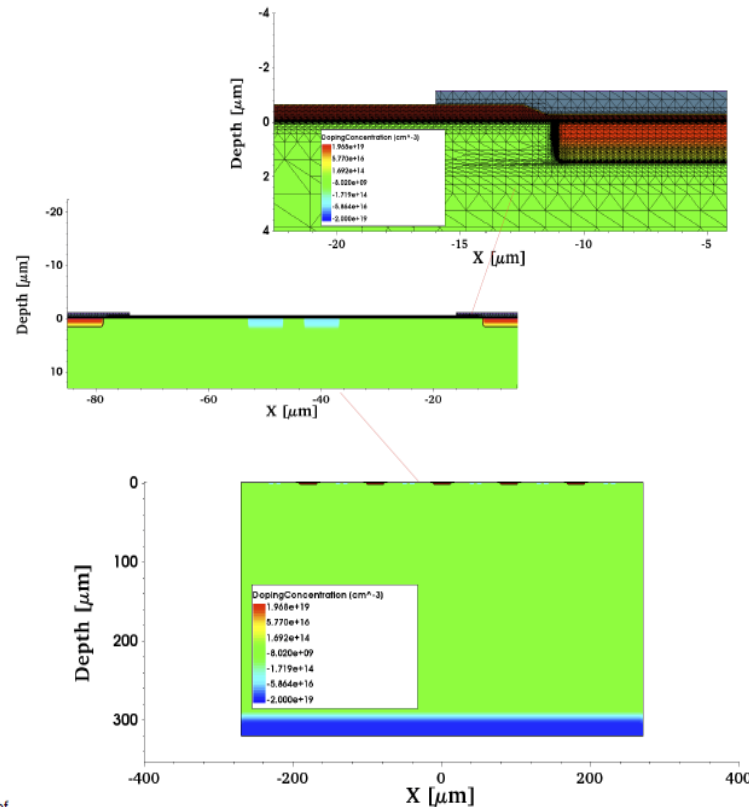 -4
-2
0
2
4
Depth [μm]
DopingConcentration (cm^-3)
1.968e+19
5.770e+16
1.692e+14
-8.020e+09
-1.719e+14
-5.864e+16
-2.000e+19
-20
-15
-10
-5
X [μm]
-20
-10
0
10
Depth [μm]
-80
-60
-40
-20
X [μm]
0
100
200
300
Depth [μm]
DopingConcentration (cm^-3)
1.968e+19
5.770e+16
1.692e+14
-8.020e+09
-1.719e+14
-5.864e+16
-2.000e+19
-400
-200
0
200
400
X [μm]